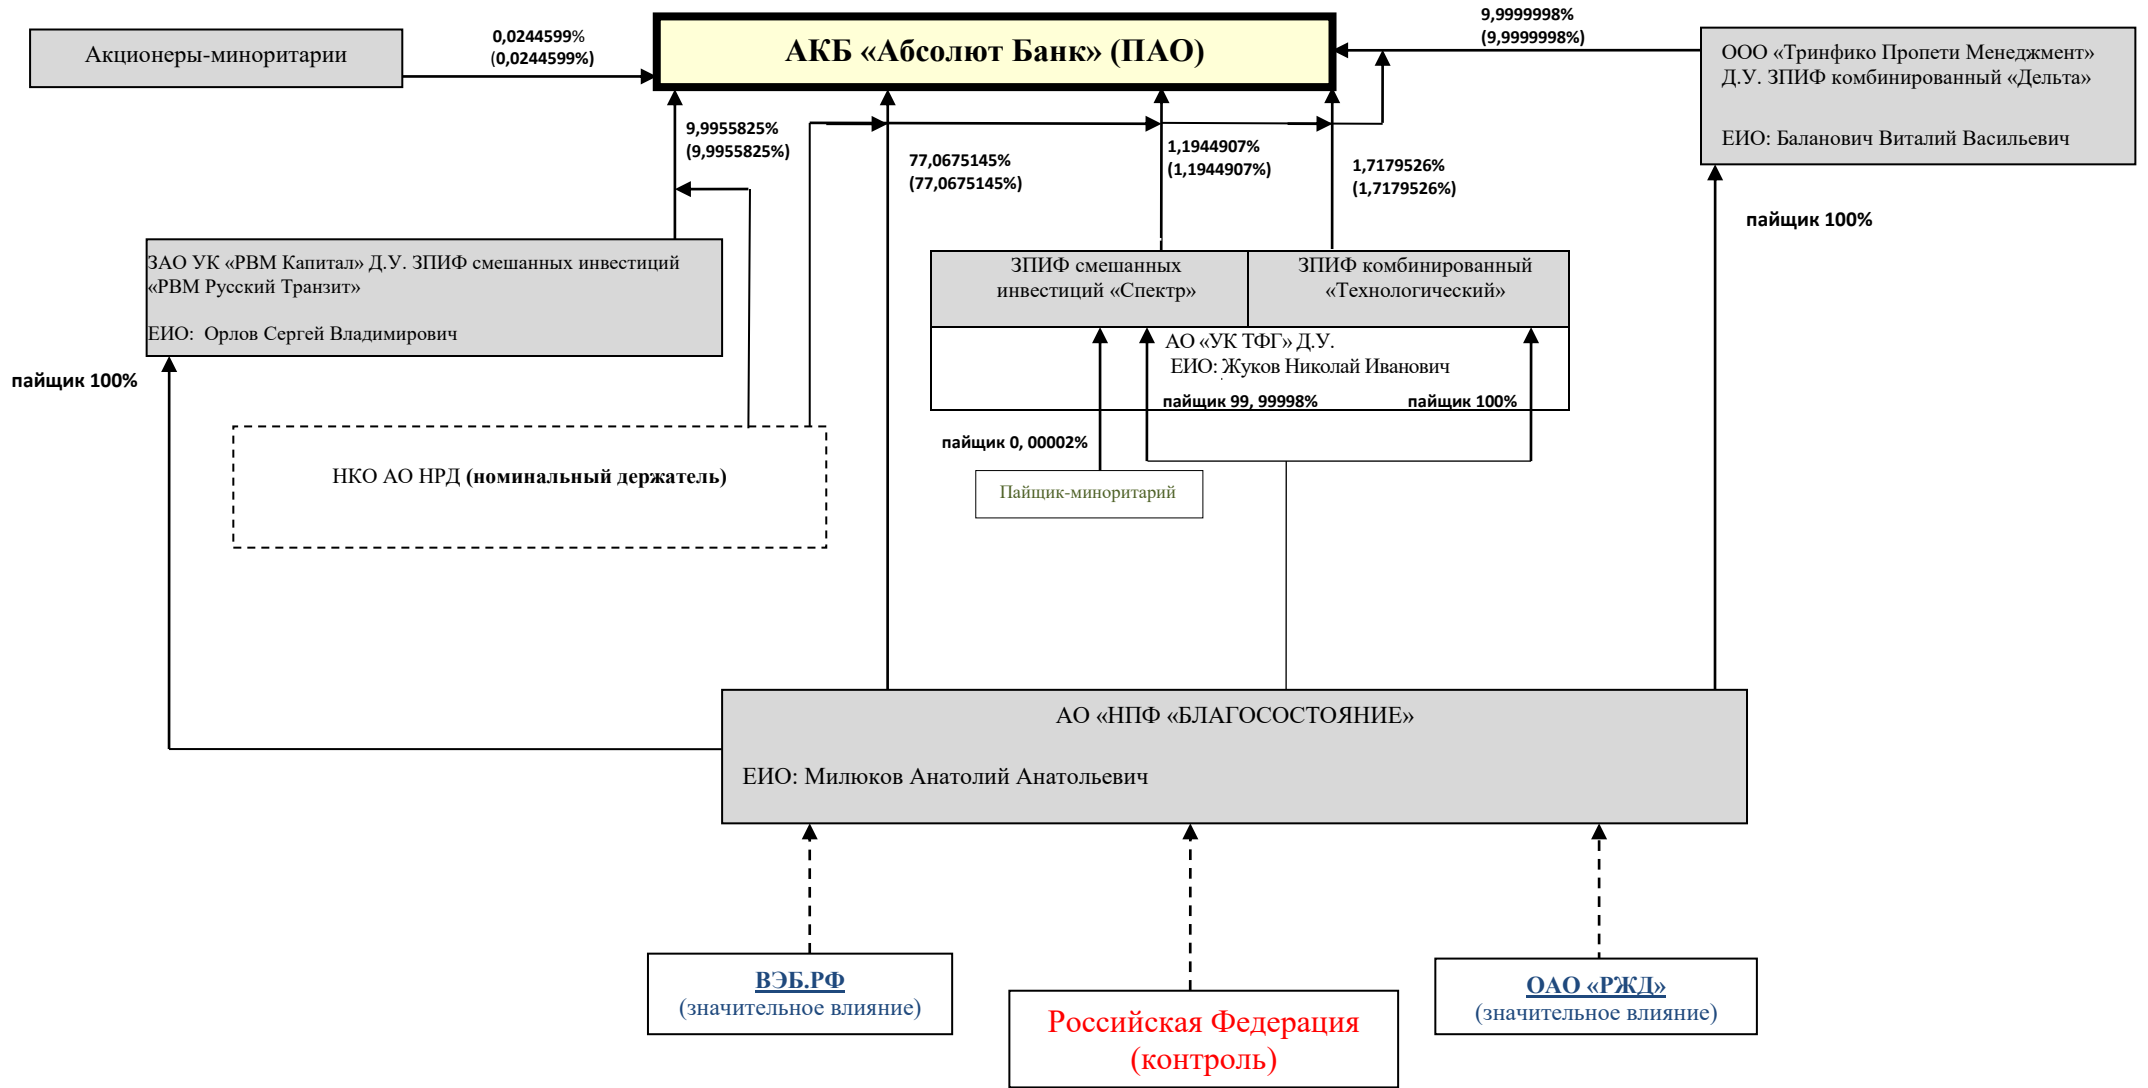 Акционеры-миноритарии
0,0244599%
(0,0244599%)
АКБ «Абсолют Банк» (ПАО)
9,9999998%
(9,9999998%)
ООО «Тринфико Пропети Менеджмент»
Д.У. ЗПИФ комбинированный «Дельта»
ЕИО: Баланович Виталий Васильевич
9,9955825%
(9,9955825%)
77,0675145%
(77,0675145%)
1,1944907%
(1,1944907%)
1,7179526%
(1,7179526%)
пайщик 100%
ЗАО УК «РВМ Капитал» Д.У. ЗПИФ смешанных инвестиций
«РВМ Русский Транзит»
ЕИО: Орлов Сергей Владимирович
ЗПИФ смешанных
инвестиций «Спектр»
ЗПИФ комбинированный
«Технологический»
АО «УК ТФГ» Д.У.
ЕИО: Жуков Николай Иванович
пайщик 100%
пайщик 99, 99998%
пайщик 100%
пайщик 0, 00002%
НКО АО НРД (номинальный держатель)
Пайщик-миноритарий
АО «НПФ «БЛАГОСОСТОЯНИЕ»
ЕИО: Милюков Анатолий Анатольевич
ВЭБ.РФ
(значительное влияние)
Российская Федерация
(контроль)
ОАО «РЖД»
(значительное влияние)